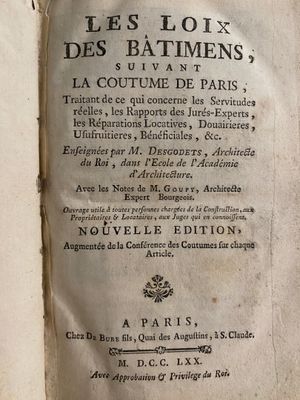 LES LOIX
DES BÂTIMENS,
SUIVANT
LA COUTUME DE PARIS,
Traitant de ce qui concerne les Servitudes
réelles, les Rapports des Jurés-Experts,
les Réparations Locatives, Douairieres,
Usufruitieres, Bénéficiales, &c.
Enseignées par M. DESGODETS, Architecte
du Roi, dans l'Ecole de l'Académie
d'Architecture.
Avec les Notes de M. GOUPY, Architecte
Expert Bourgeois.
Ouvrage utile à toutes personnes chargées de la Construction, aux
Propriétaires & Locataires, aux Juges qui en connoissent.
NOUVELLE EDITION,
Augmentée de la Conférence des Coutumes sur chaque
Article.
A PARIS,
Chez DE BURE fils, Quai des Augustins, à S. Claude.
M. D. C. C. LXX.
Avec Approbation & Privilege du Roi.